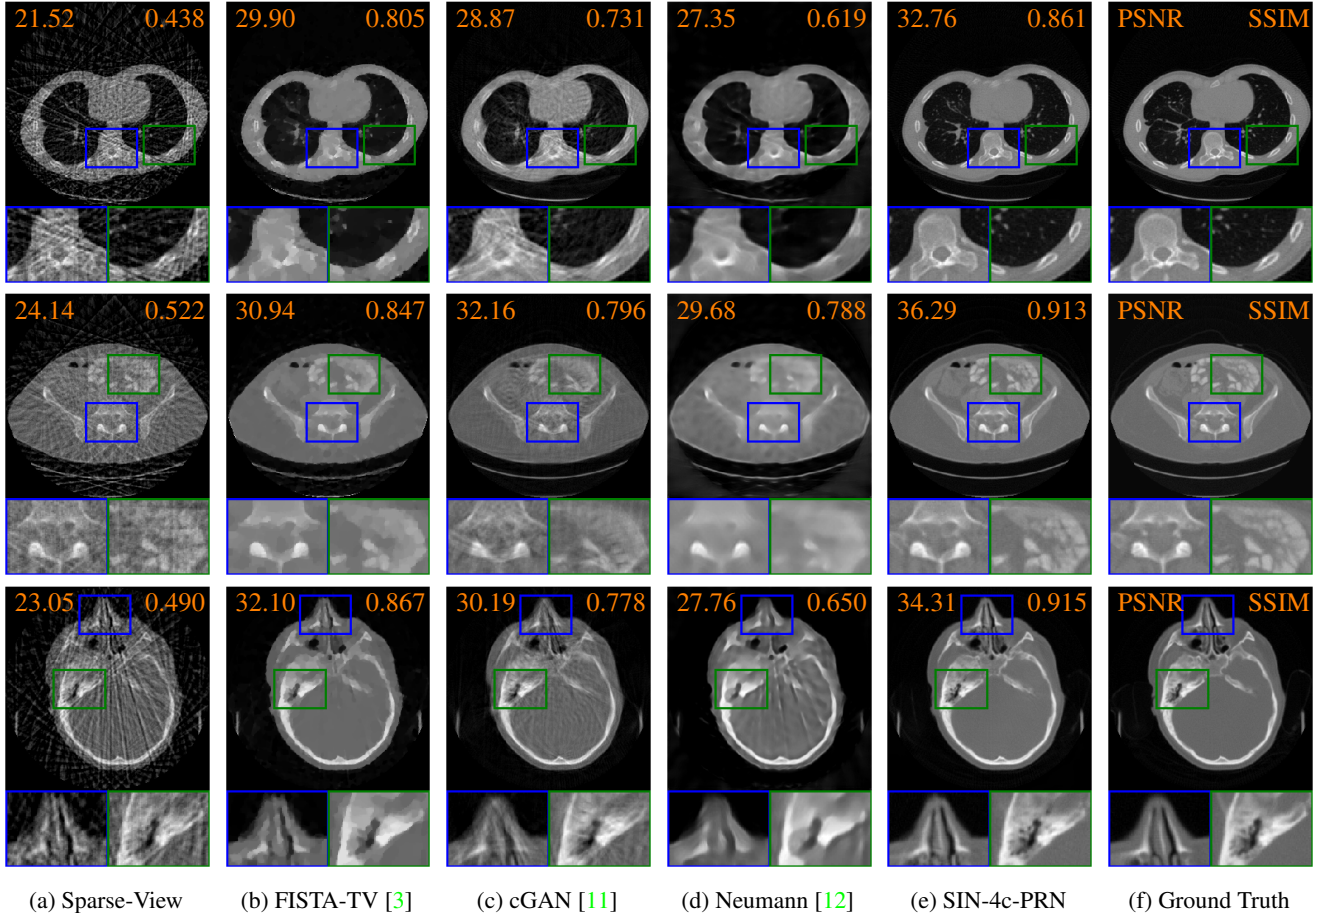 21.52 0.438 29.90 0.805 28.87 0.731 27.35 0.619 32.76 0.861 PSNR SSIM
24.14 0.522 30.94 0.847 32.16 0.796 29.68 0.788 36.29 0.913 PSNR SSIM
23.05 0.490 32.10 0.867 30.19 0.778 27.76 0.650 34.31 0.915 PSNR SSIM
(a) Sparse-View (b) FISTA-TV [3] (c) cGAN [11] (d) Neumann [12] (e) SIN-4c-PRN (f) Ground Truth